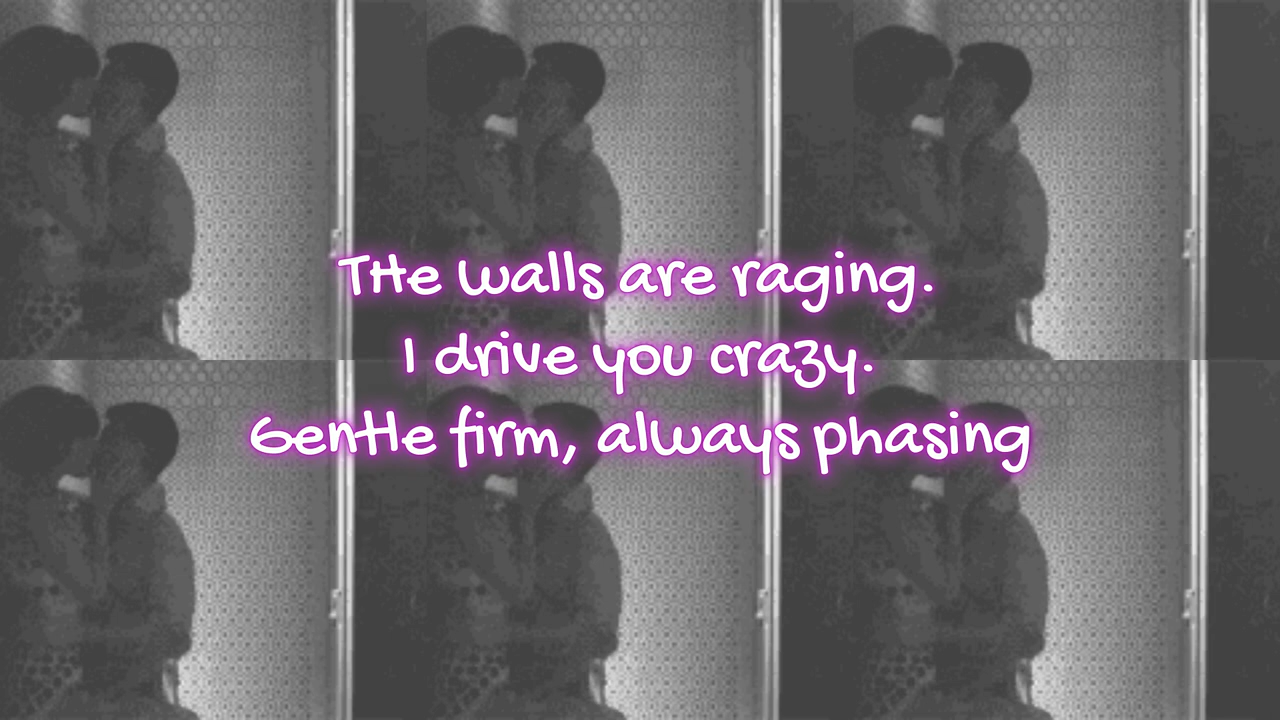 The walls are raging.
I drive you crazy.
Gentle firm, always phasing